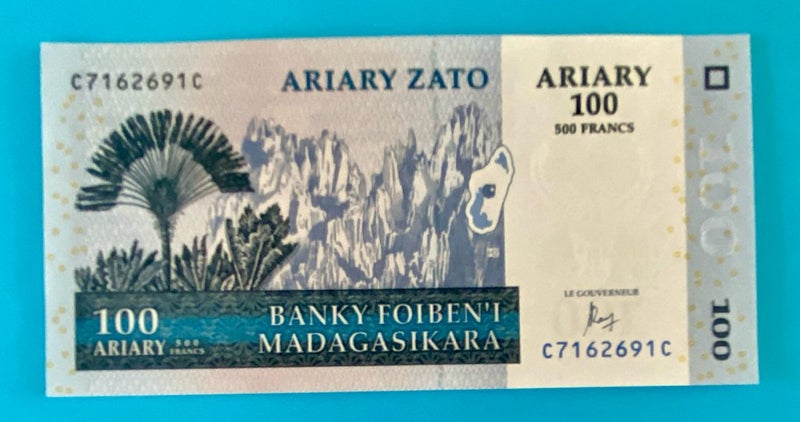 C7162691C
ARIARY ZATO
ARIARY
100
500 FRANCS
100
100
ARIARY 500 FRANCS
BANKY FOIBEN'I
MADAGASIKARA
LE GOUVERNEUR
C7162691C
100